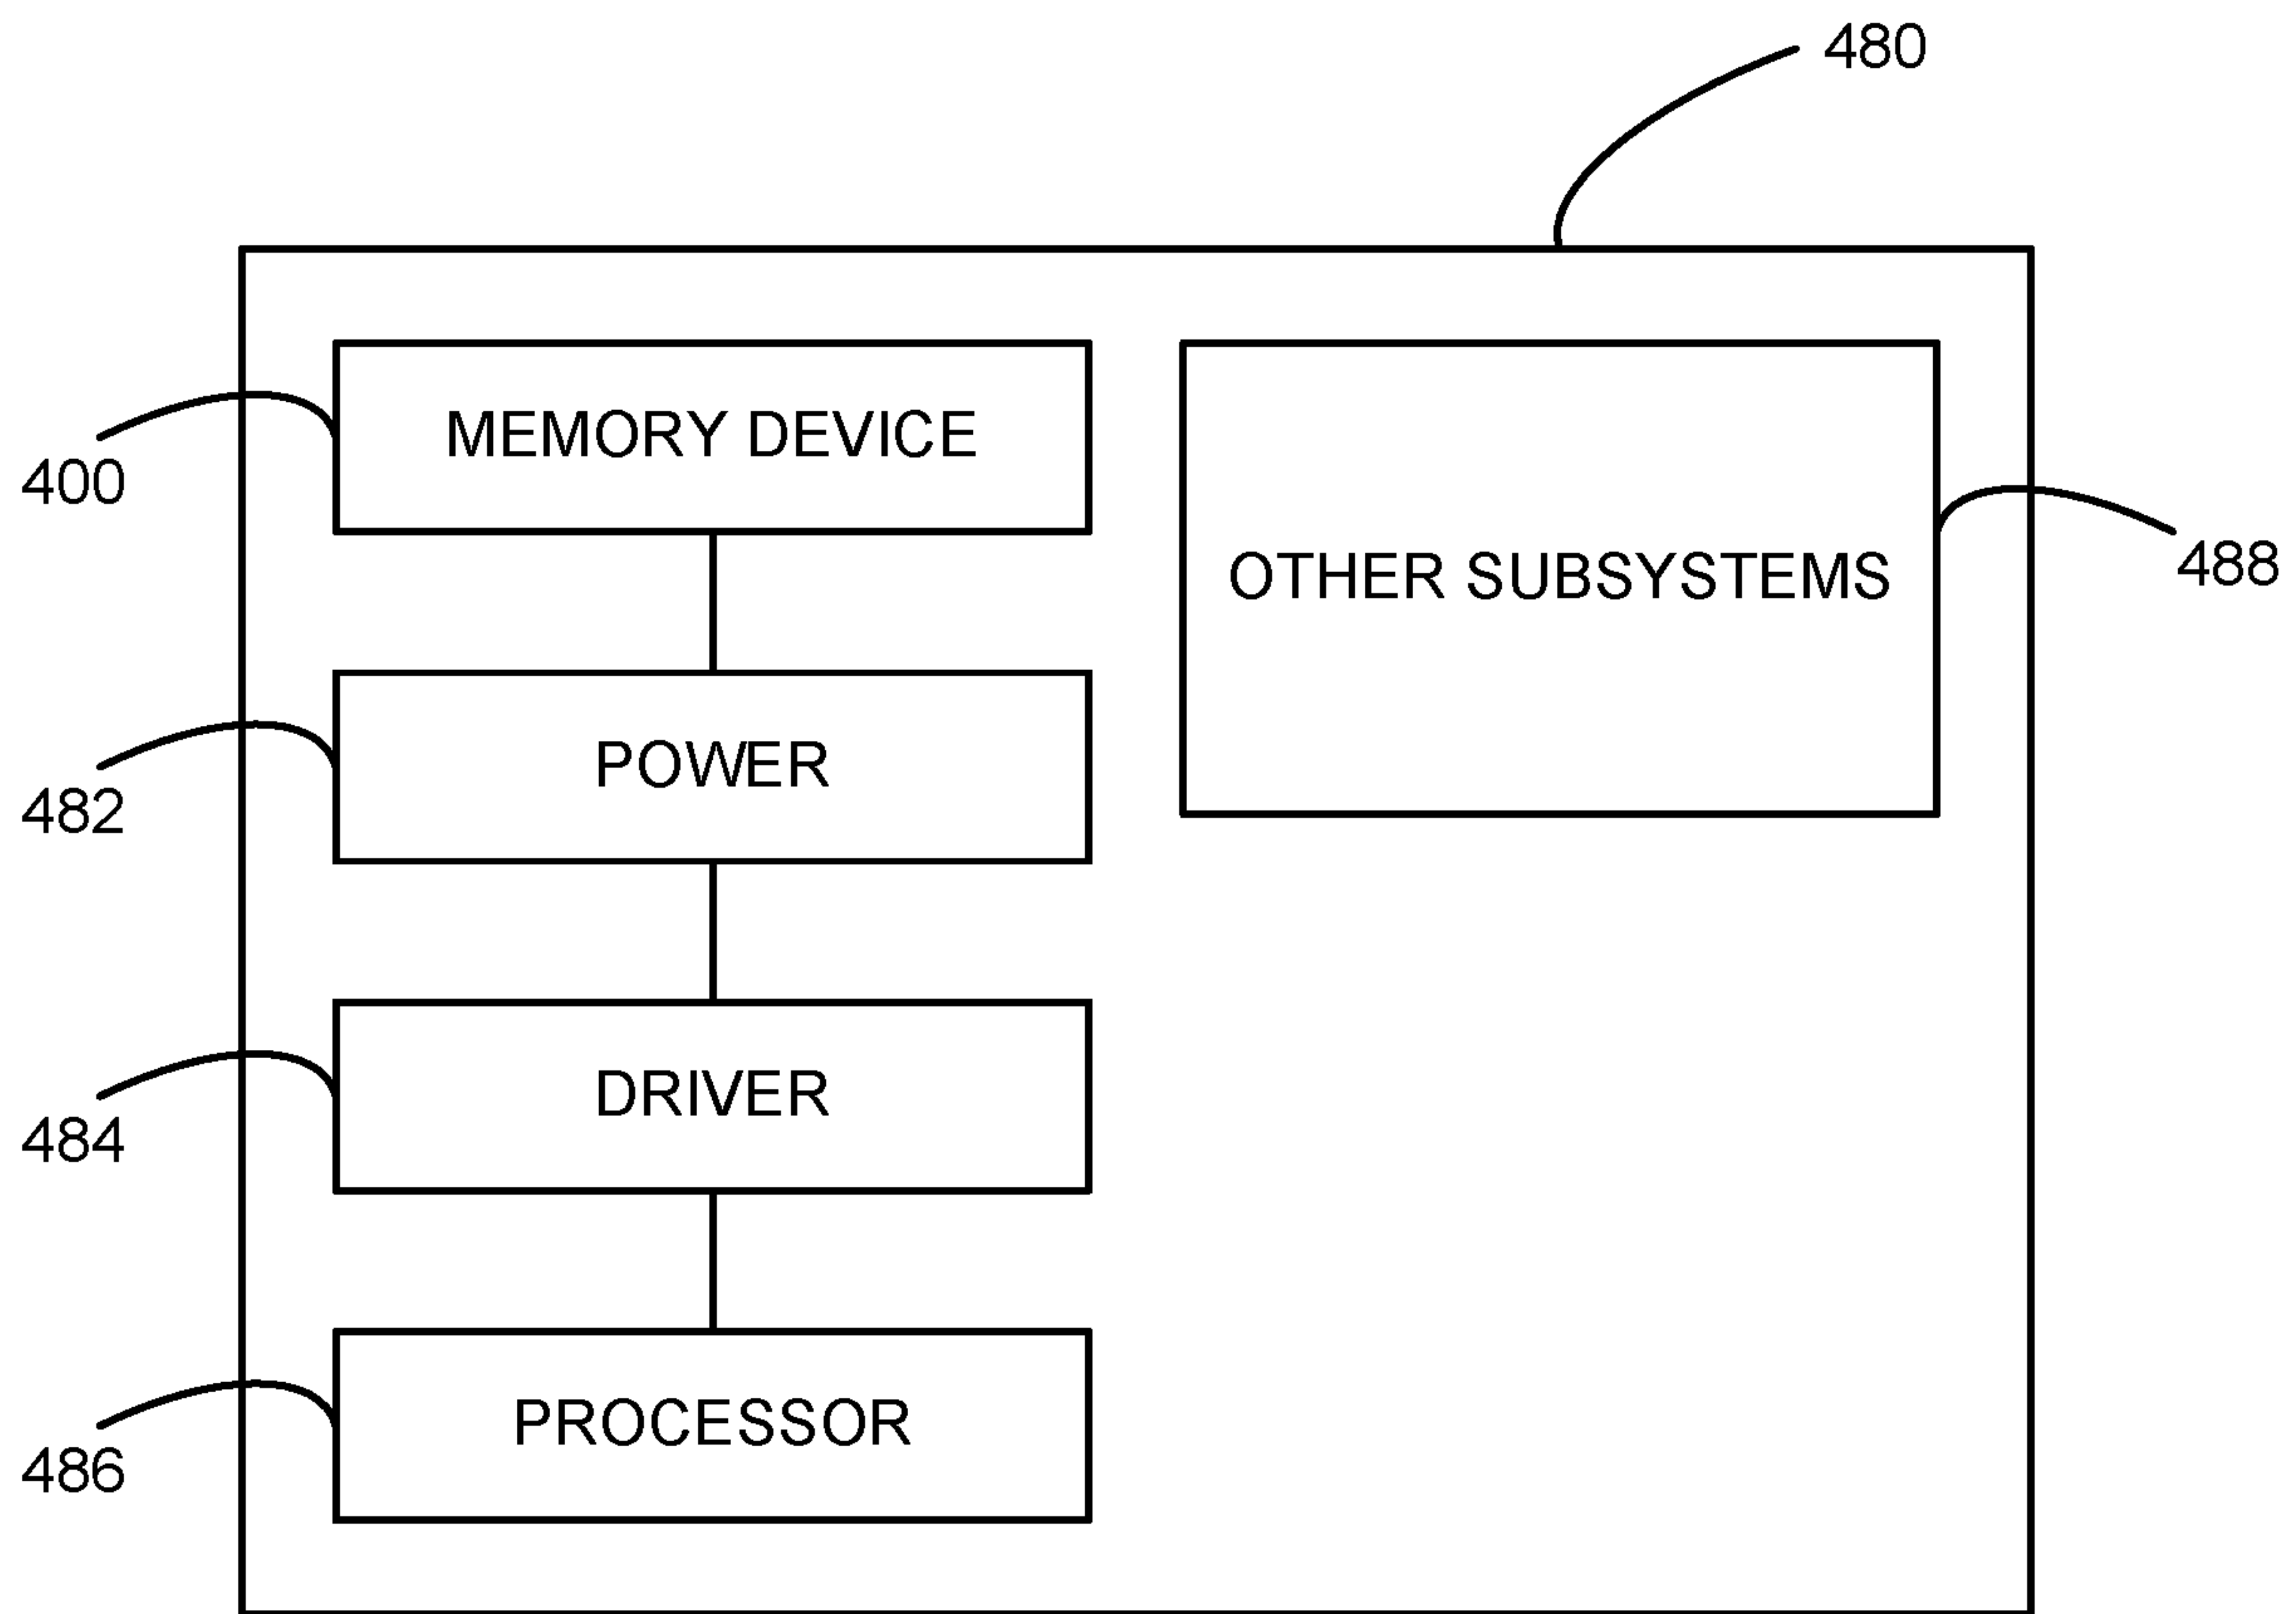 480
MEMORY DEVICE
400
OTHER SUBSYSTEMS
488
POWER
482
DRIVER
484
PROCESSOR
486